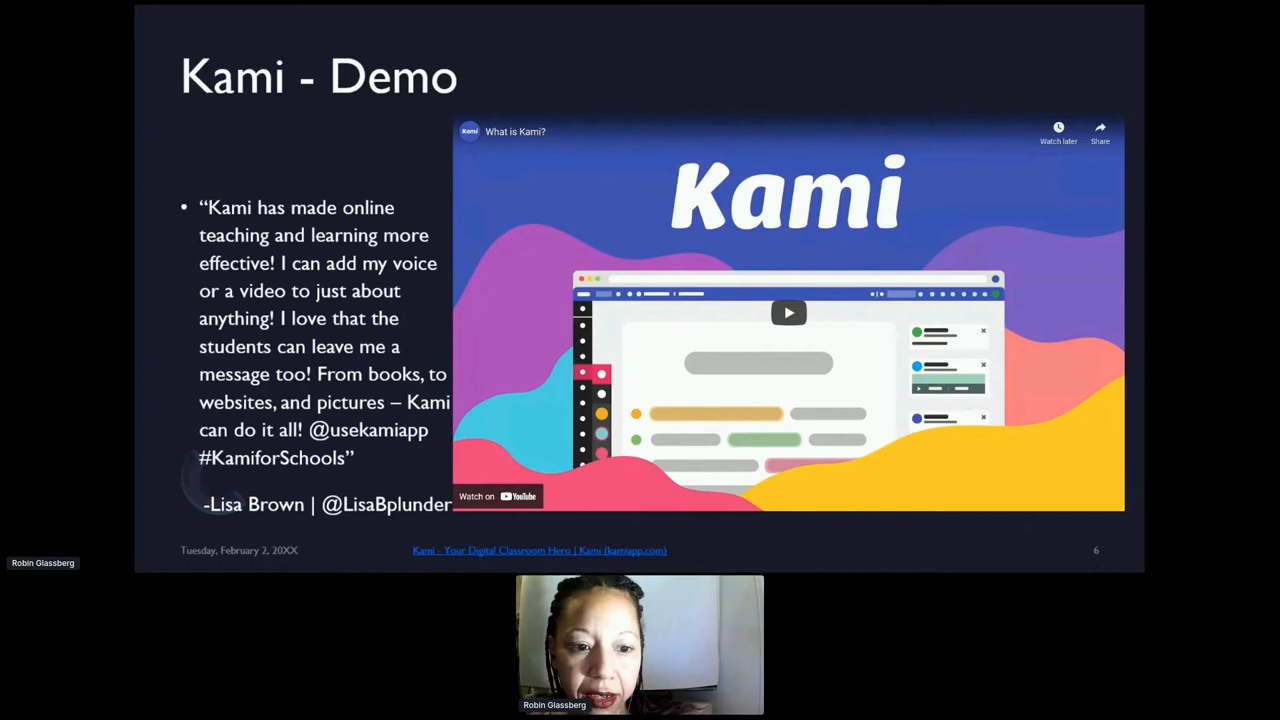 Kami - Demo
Kami
What is Kami?
Watch later
Share
Kami
• “Kami has made online
teaching and learning more
effective! I can add my voice
or a video to just about
anything! I love that the
students can leave me a
message too! From books, to
websites, and pictures – Kami
can do it all! @usekamiapp
#KamiforSchools”
-Lisa Brown | @LisaBplunder
Watch on YouTube
Tuesday, February 2, 20XX
Kami - Your Digital Classroom Hero | Kami (kamiapp.com)
6
Robin Glassberg
Robin Glassberg